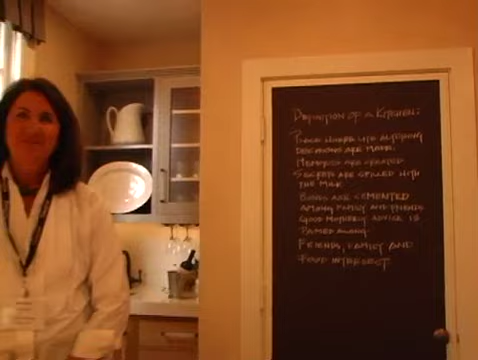 Definition of a Kitchen:
Place where life altering
decisions are made.
Memories are created
Secrets are spilled with
the milk
Bonds are cemented
among family and friends
Good motherly advice is
passed along
Friends, family and
food intersect